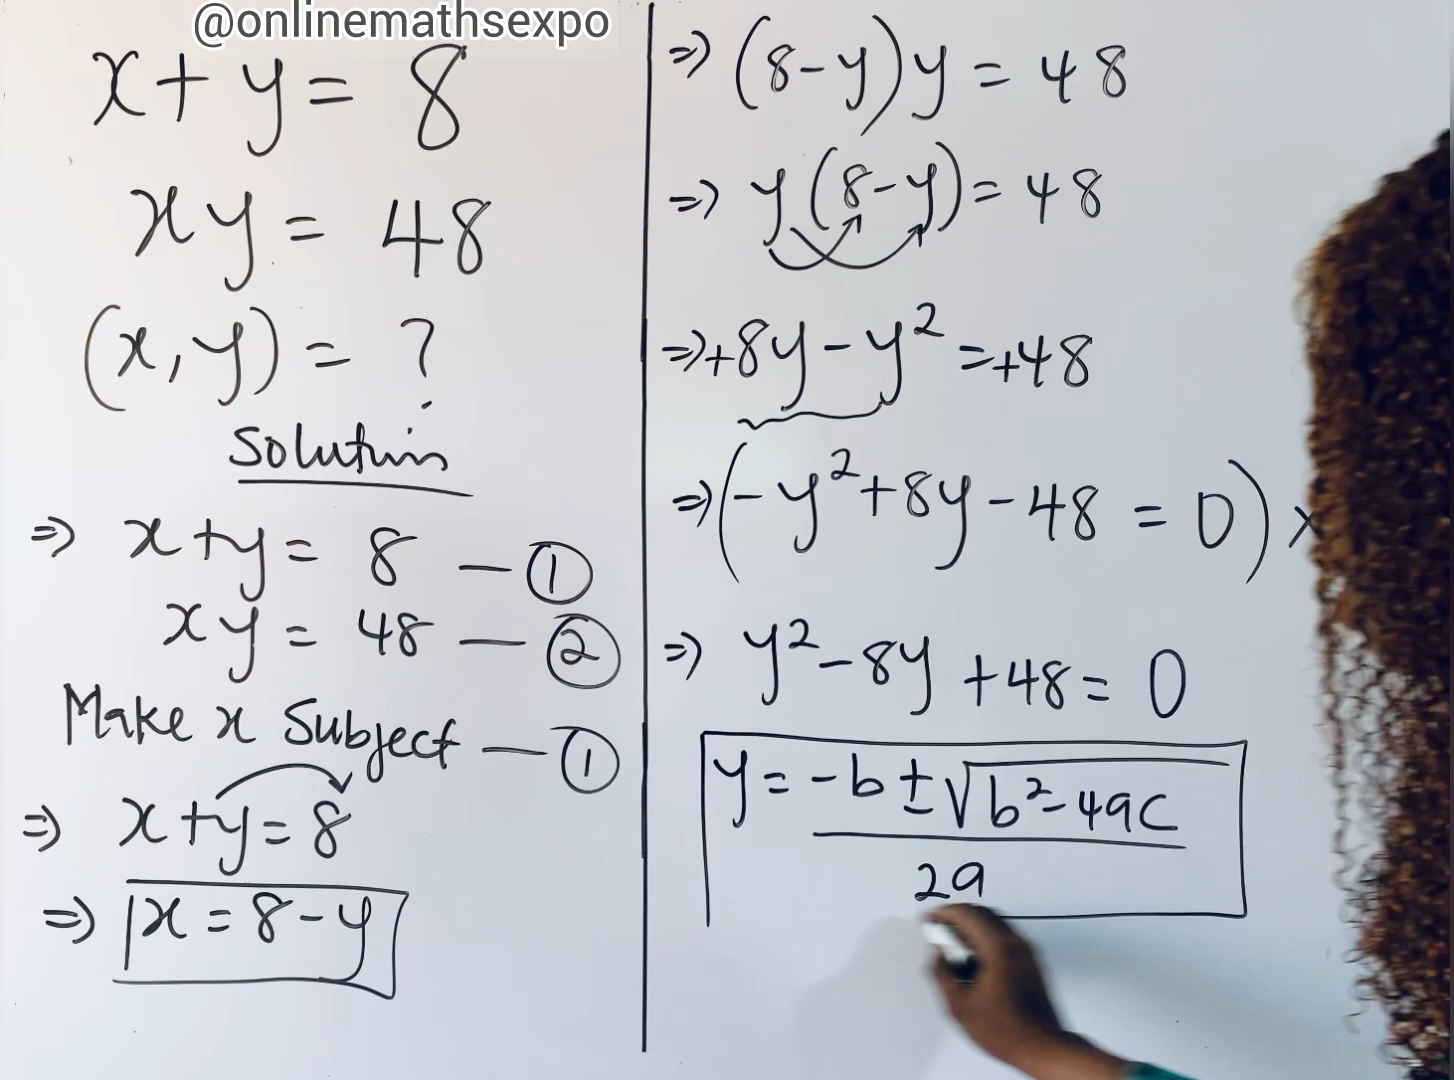 @onlinemathsexpo
x + y = 8
xy = 48
(x, y) = ?
Solution
⇒ x + y = 8 — ①
xy = 48 — ②
Make x Subject — ①
⇒ x + y = 8
⇒ x = 8 - y
⇒ (8 - y) y = 48
⇒ y (8 - y) = 48
⇒ +8y - y² = +48
⇒ (-y² + 8y - 48 = 0) ×
⇒ y² - 8y + 48 = 0
y = (-b ± √(b² - 4ac)) / 2a